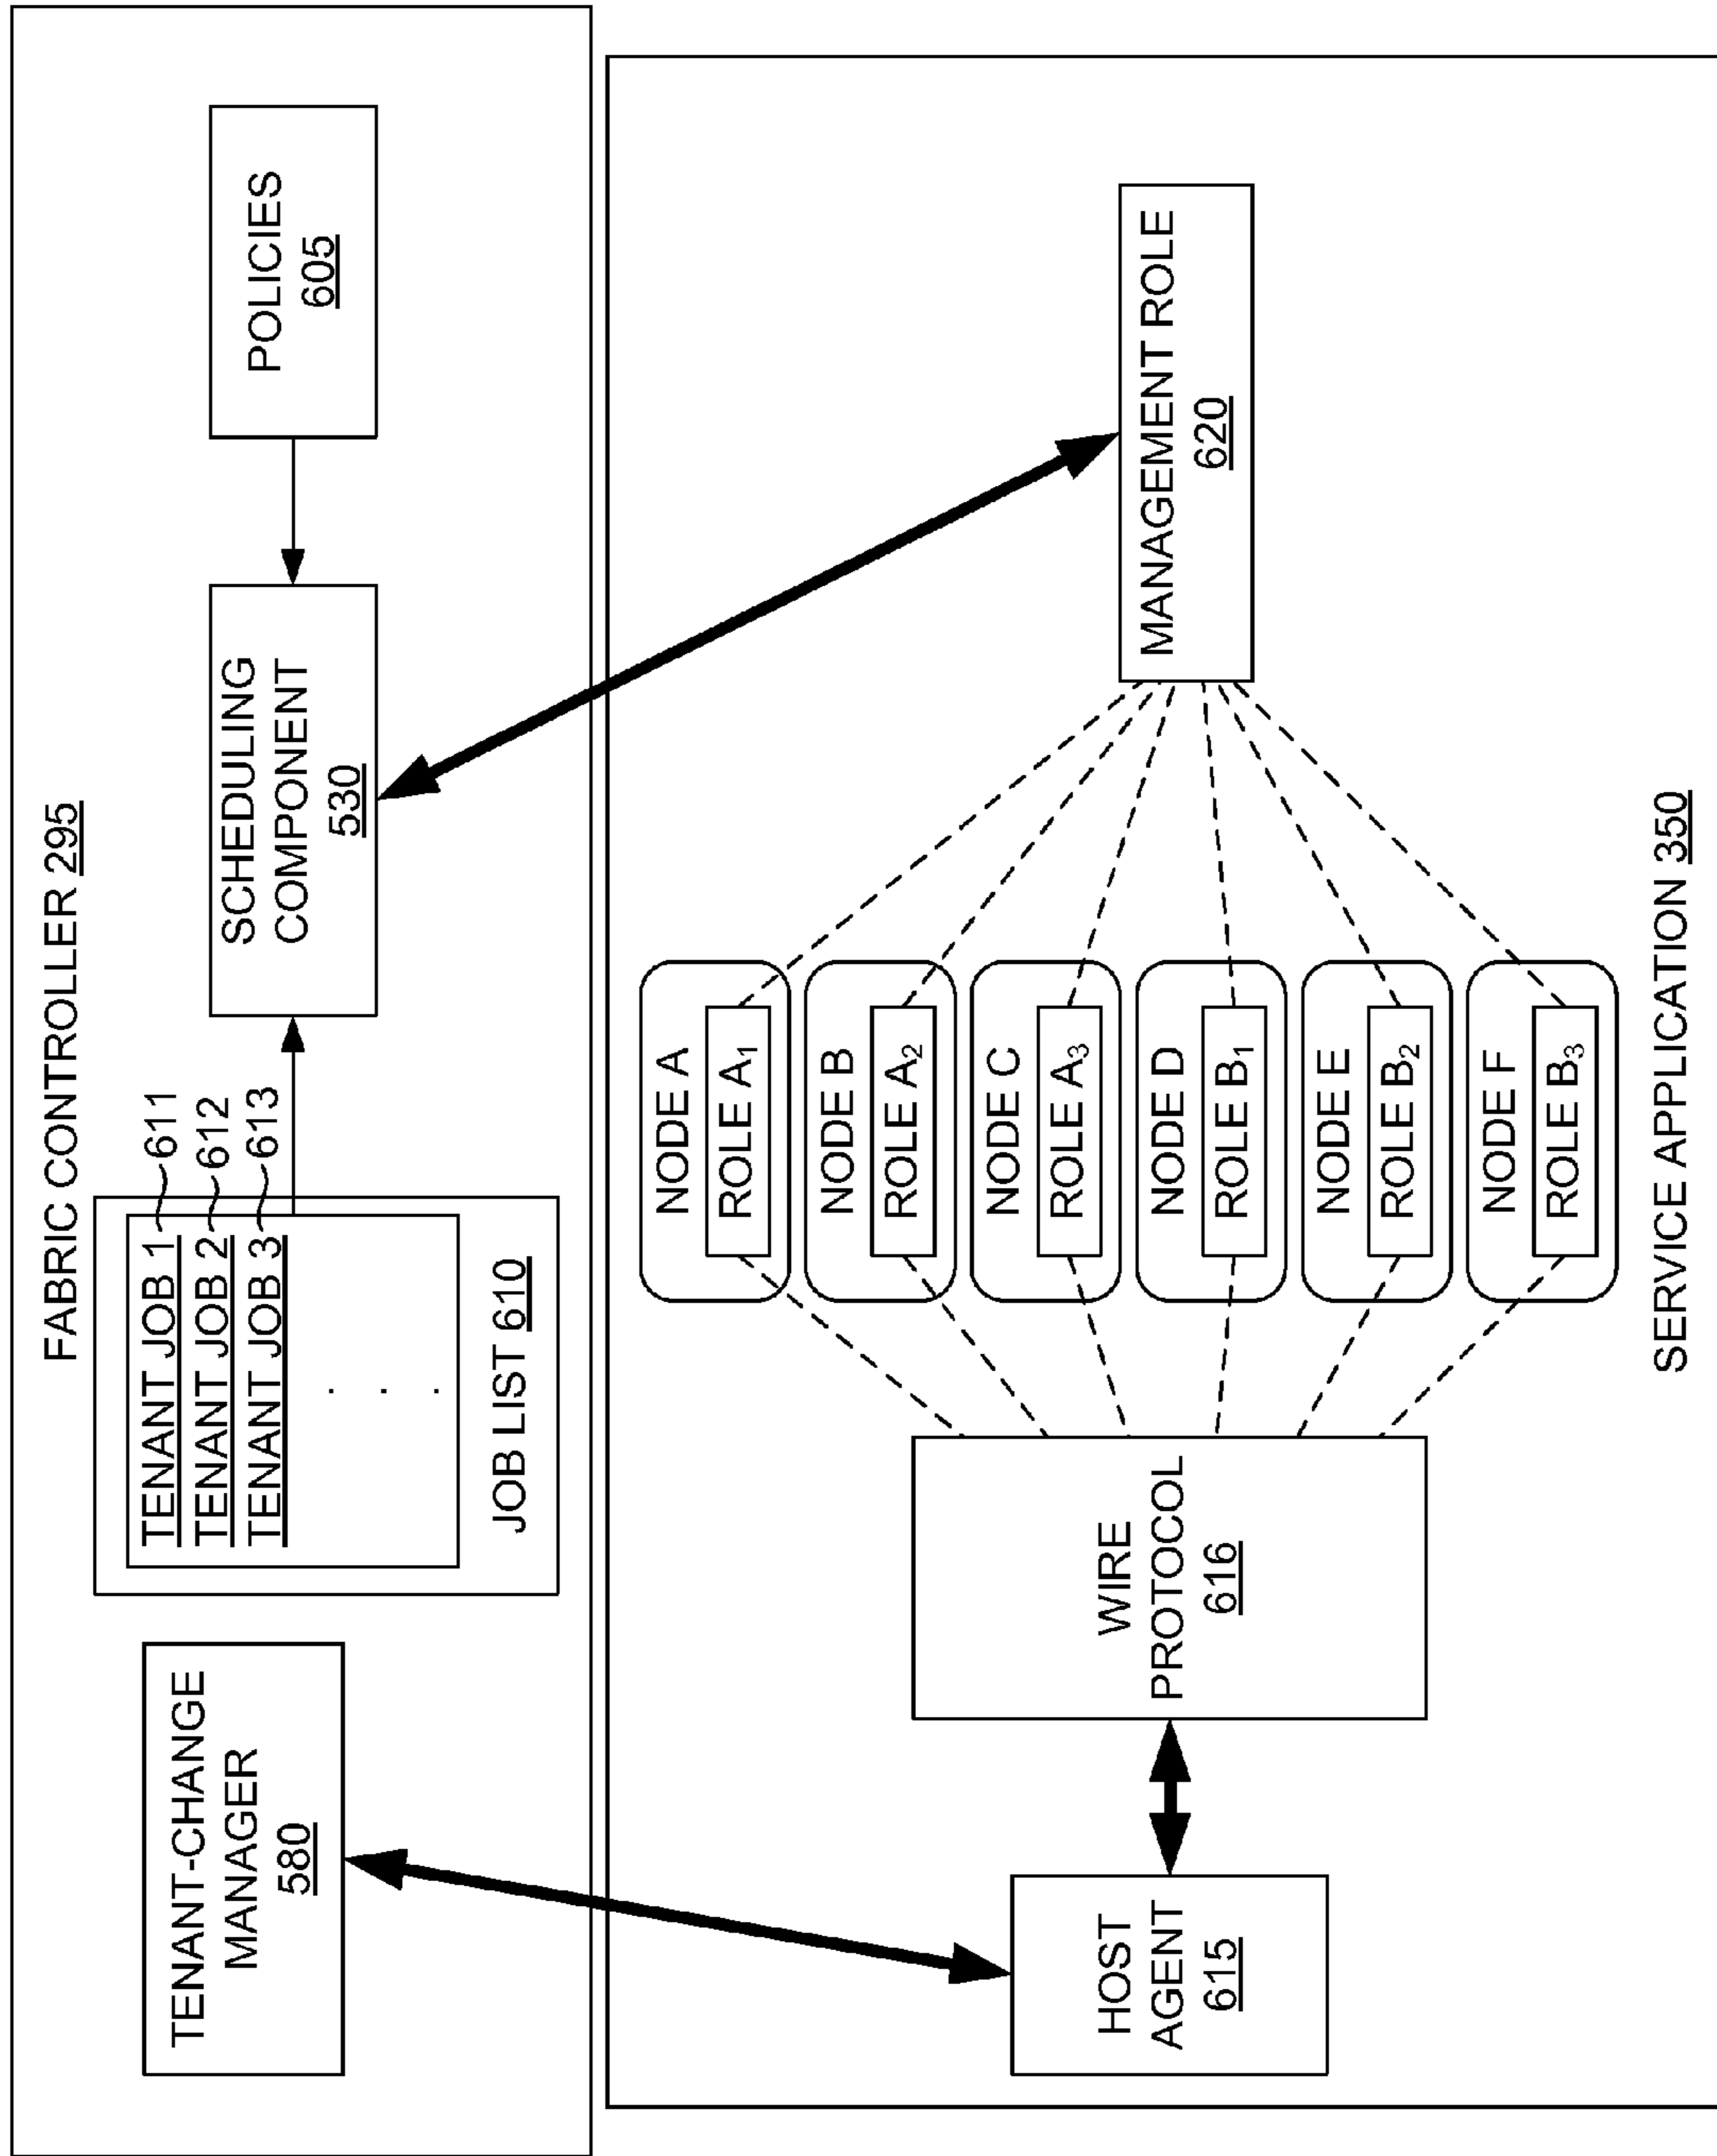 FABRIC CONTROLLER 295
TENANT-CHANGE
MANAGER
580
TENANT JOB 1
611
TENANT JOB 2
612
TENANT JOB 3
613
.
.
.
JOB LIST 610
SCHEDULING
COMPONENT
530
POLICIES
605
HOST
AGENT
615
WIRE
PROTOCOL
616
NODE A
ROLE A₁
NODE B
ROLE A₂
NODE C
ROLE A₃
NODE D
ROLE B₁
NODE E
ROLE B₂
NODE F
ROLE B₃
MANAGEMENT ROLE
620
SERVICE APPLICATION 350